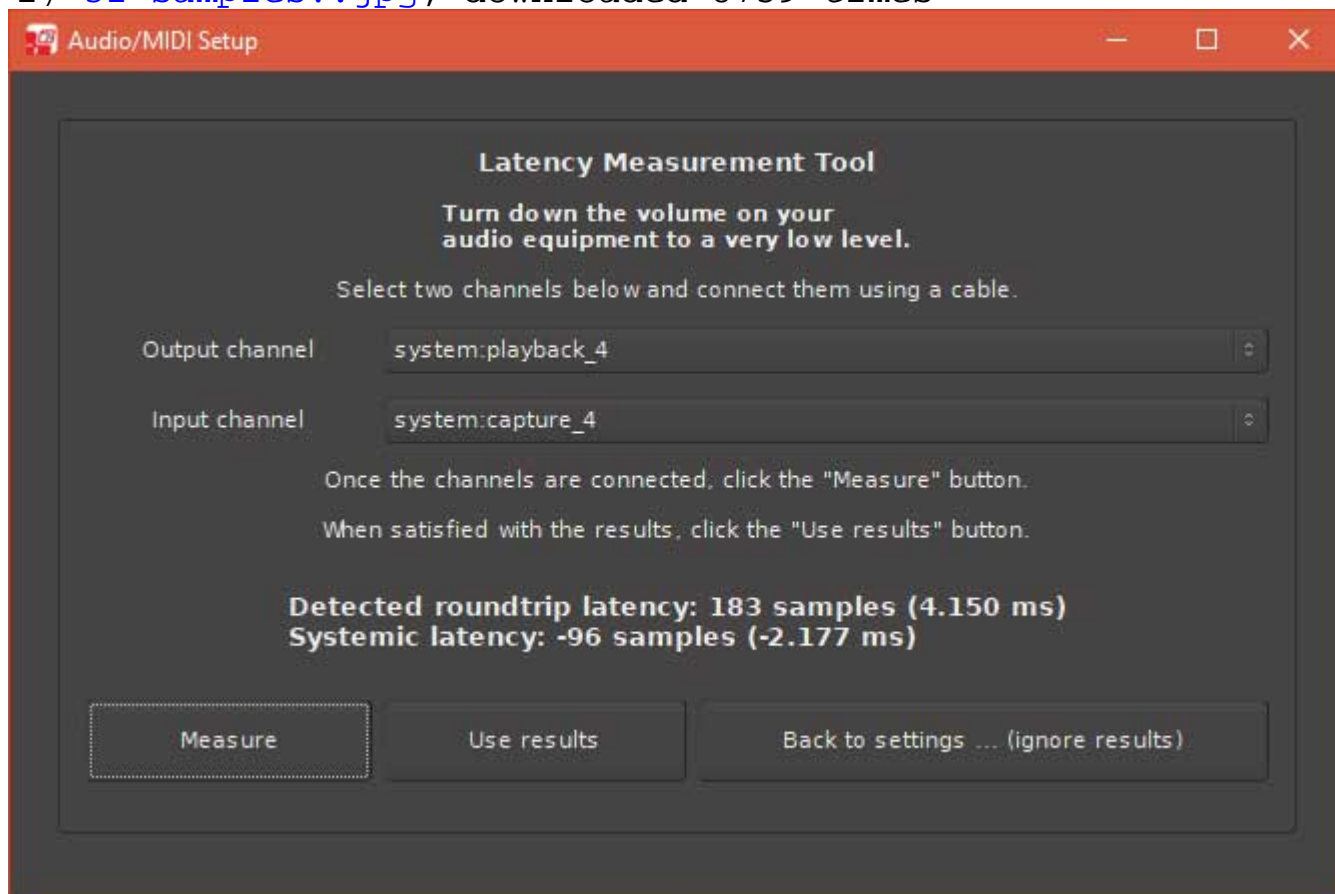 Audio/MIDI Setup
Latency Measurement Tool
Turn down the volume on your
audio equipment to a very low level.
Select two channels below and connect them using a cable.
Output channel system:playback_4
Input channel system:capture_4
Once the channels are connected, click the "Measure" button.
When satisfied with the results, click the "Use results" button.
Detected roundtrip latency: 183 samples (4.150 ms)
Systemic latency: -96 samples (-2.177 ms)
Measure Use results Back to settings ... (ignore results)